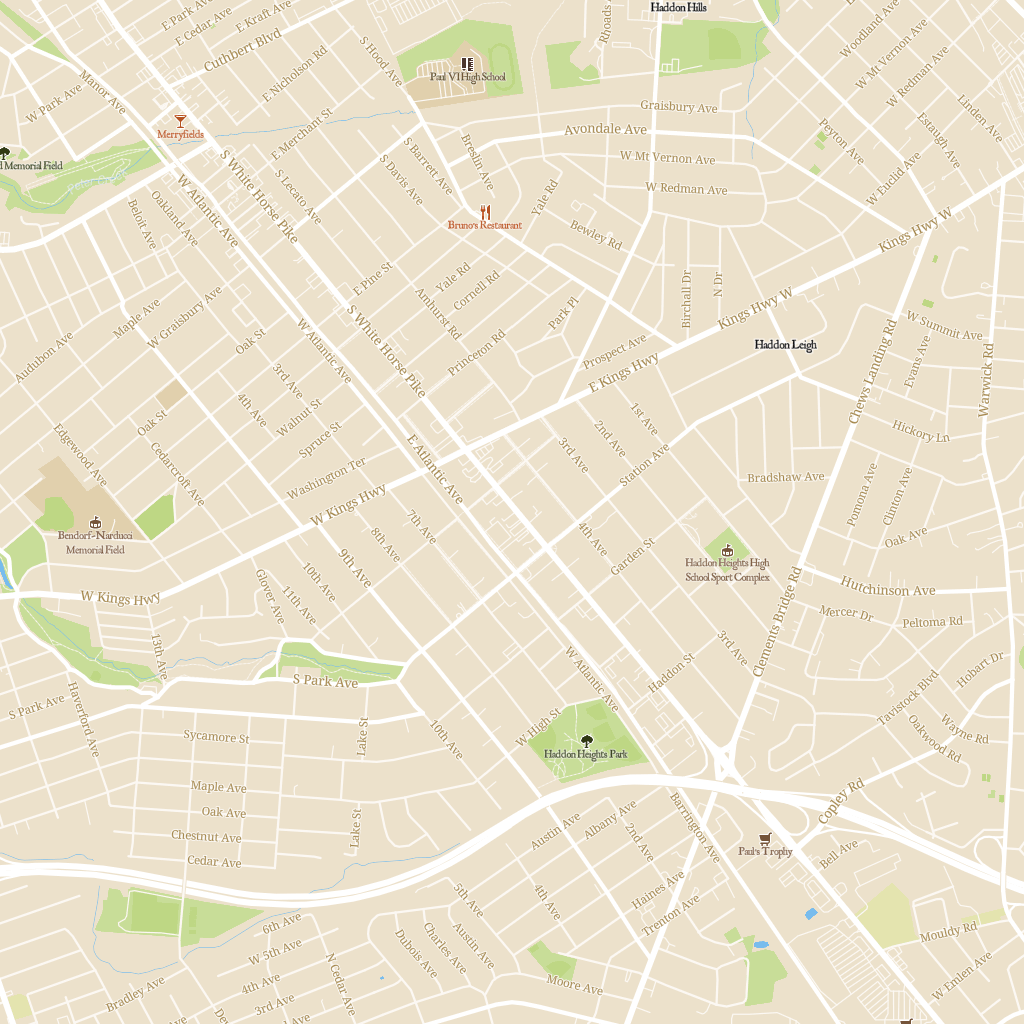 Haddon Hills
E Park Ave
E Kraft Ave
E Cedar Ave
Cuthbert Blvd
S Hood Ave
Rhoads
Woodland Ave
W Mt Vernon Ave
W Redman Ave
Linden Ave
Paul VI High School
Manor Ave
E Nicholson Rd
W Park Ave
Merryfields
E Merchant St
Graisbury Ave
Avondale Ave
Peyton Ave
Estaugh Ave
W Euclid Ave
W Mt Vernon Ave
W Redman Ave
Memorial Field
S White Horse Pike
S Lecato Ave
S Davis Ave
S Barrett Ave
Breslin Ave
Yale Rd
Bruno's Restaurant
Bewley Rd
Kings Hwy W
W Atlantic Ave
Beloit Ave
Oakland Ave
E Pine St
Yale Rd
Cornell Rd
Amhurst Rd
Birchall Dr
N Dr
Kings Hwy W
Maple Ave
W Graisbury Ave
Park Pl
Princeton Rd
Prospect Ave
Haddon Leigh
W Summit Ave
Evans Ave
Chews Landing Rd
Warwick Rd
Audubon Ave
Oak St
W Atlantic Ave
S White Horse Pike
E Kings Hwy
3rd Ave
4th Ave
Walnut St
Spruce St
1st Ave
2nd Ave
3rd Ave
Hickory Ln
Oak St
Edgewood Ave
Cedarcroft Ave
Washington Ter
E Atlantic Ave
Station Ave
Bradshaw Ave
Pomona Ave
Clinton Ave
W Kings Hwy
Bendorf-Narducci
Memorial Field
7th Ave
8th Ave
9th Ave
4th Ave
Garden St
Oak Ave
Haddon Heights High
School Sport Complex
10th Ave
11th Ave
Glover Ave
W Kings Hwy
Hutchinson Ave
Mercer Dr
Peltoma Rd
Clements Bridge Rd
13th Ave
3rd Ave
Haddon St
W Atlantic Ave
S Park Ave
S Park Ave
Haverford Ave
Hobart Dr
Tavistock Blvd
Wayne Rd
Oakwood Rd
Sycamore St
Lake St
10th Ave
W High St
Haddon Heights Park
Maple Ave
Oak Ave
Chestnut Ave
Cedar Ave
Lake St
Copley Rd
Austin Ave
Albany Ave
2nd Ave
Barrington Ave
Paul's Trophy
Bell Ave
Haines Ave
Trenton Ave
4th Ave
5th Ave
6th Ave
W 5th Ave
Austin Ave
Charles Ave
Dubois Ave
Mouldy Rd
W Emlen Ave
Moore Ave
N Cedar Ave
4th Ave
3rd Ave
Bradley Ave